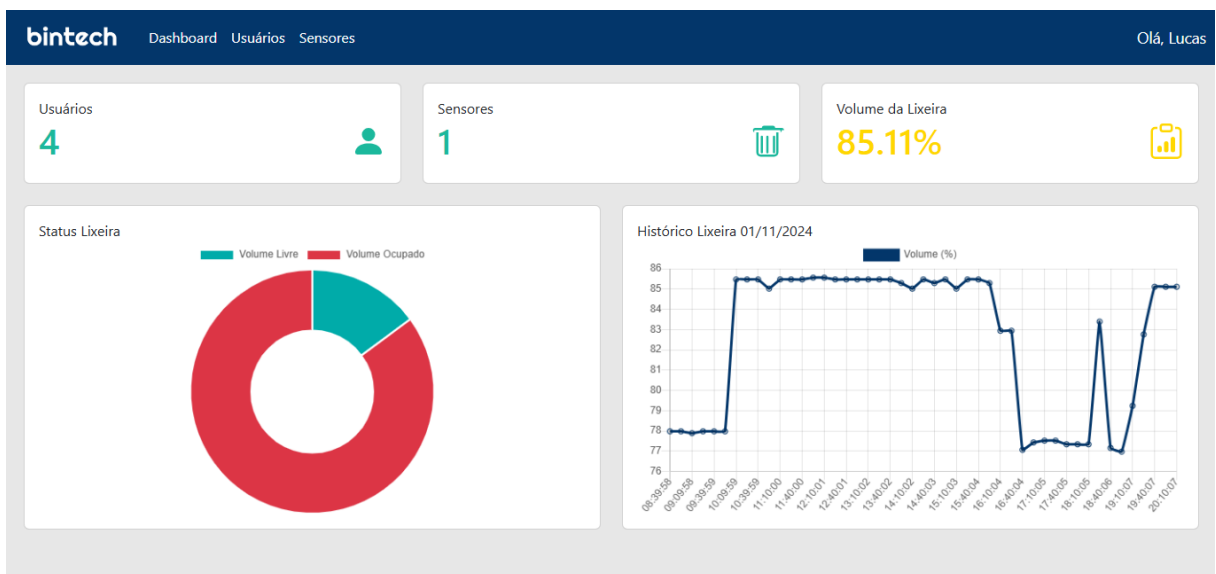 bintech Dashboard Usuários Sensores Olá, Lucas
Usuários
4
Sensores
1
Volume da Lixeira
85.11%
Status Lixeira
Volume Livre Volume Ocupado
Histórico Lixeira 01/11/2024
Volume (%)
86
85
84
83
82
81
80
79
78
77
76
08:39:58 09:09:58 09:39:59 10:09:59 10:39:59 11:10:00 11:40:00 12:10:01 12:40:01 13:10:02 13:40:02 14:10:02 14:40:03 15:10:03 15:40:04 16:10:04 16:40:04 17:10:05 17:40:05 18:10:05 18:40:06 19:10:07 19:40:07 20:10:07